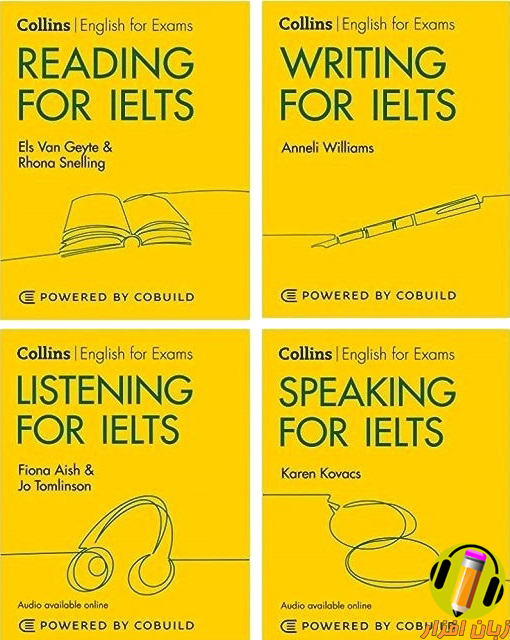 Collins | English for Exams
READING
FOR IELTS
Els Van Geyte &
Rhona Snelling
POWERED BY COBUILD
Collins | English for Exams
WRITING
FOR IELTS
Anneli Williams
POWERED BY COBUILD
Collins | English for Exams
LISTENING
FOR IELTS
Fiona Aish &
Jo Tomlinson
Audio available online
POWERED BY COBUILD
Collins | English for Exams
SPEAKING
FOR IELTS
Karen Kovacs
Audio available online
POWERED BY COBUILD
زبان افزار